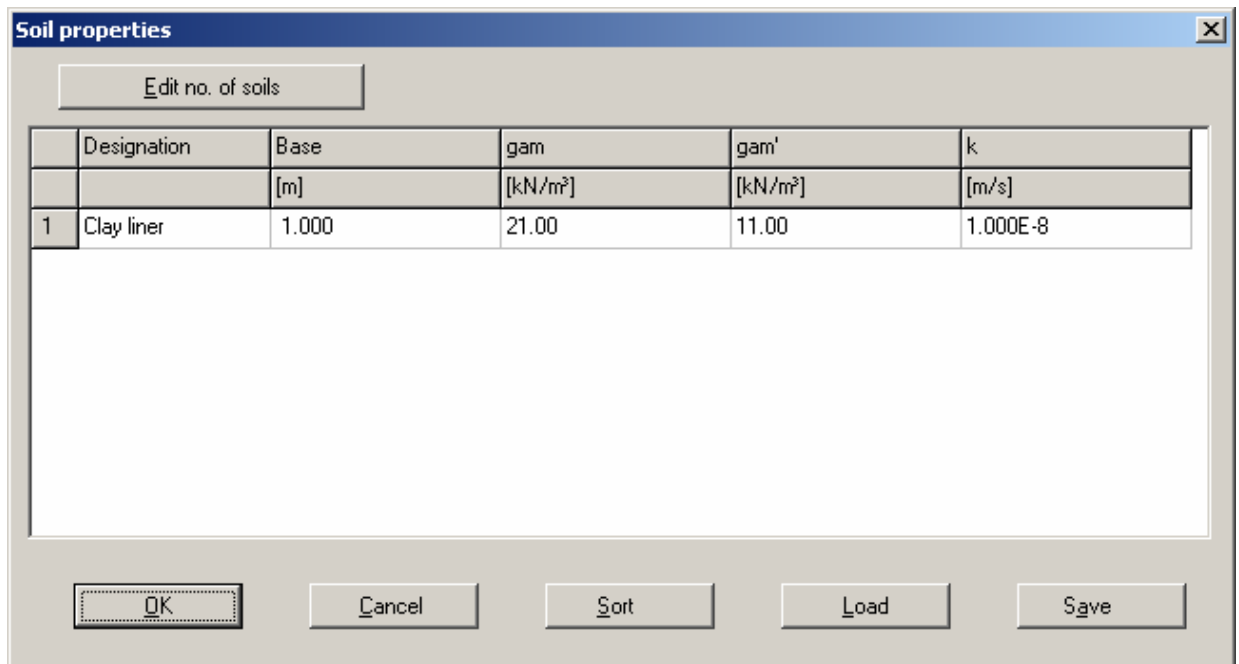 Soil properties
Edit no. of soils
Designation Base gam gam' k
[m] [kN/m³] [kN/m³] [m/s]
1 Clay liner 1.000 21.00 11.00 1.000E-8
OK Cancel Sort Load Save